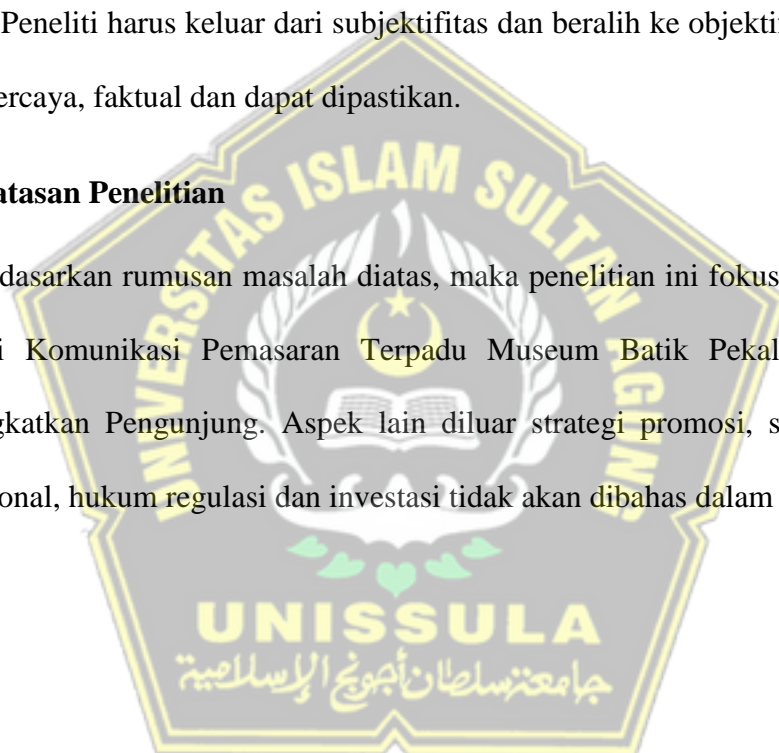 Peneliti harus keluar dari subjektifitas dan beralih ke objekti
ercaya, faktual dan dapat dipastikan.
atasan Penelitian
dasarkan rumusan masalah diatas, maka penelitian ini fokus
i Komunikasi Pemasaran Terpadu Museum Batik Pekal
gkatkan Pengunjung. Aspek lain diluar strategi promosi, s
onal, hukum regulasi dan investasi tidak akan dibahas dalam
UNIVERSITAS ISLAM SULTAN AGUNG
UNISSULA
جامعة سلطان أجونج الإسلامية